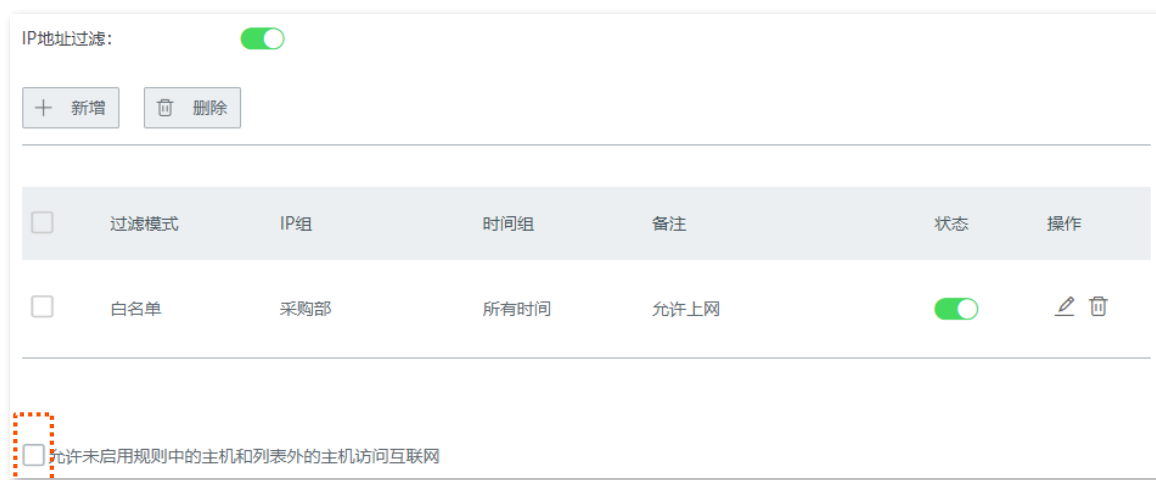 IP地址过滤：
新增 删除
过滤模式 IP组 时间组 备注 状态 操作
白名单 采购部 所有时间 允许上网
允许未启用规则中的主机和列表外的主机访问互联网